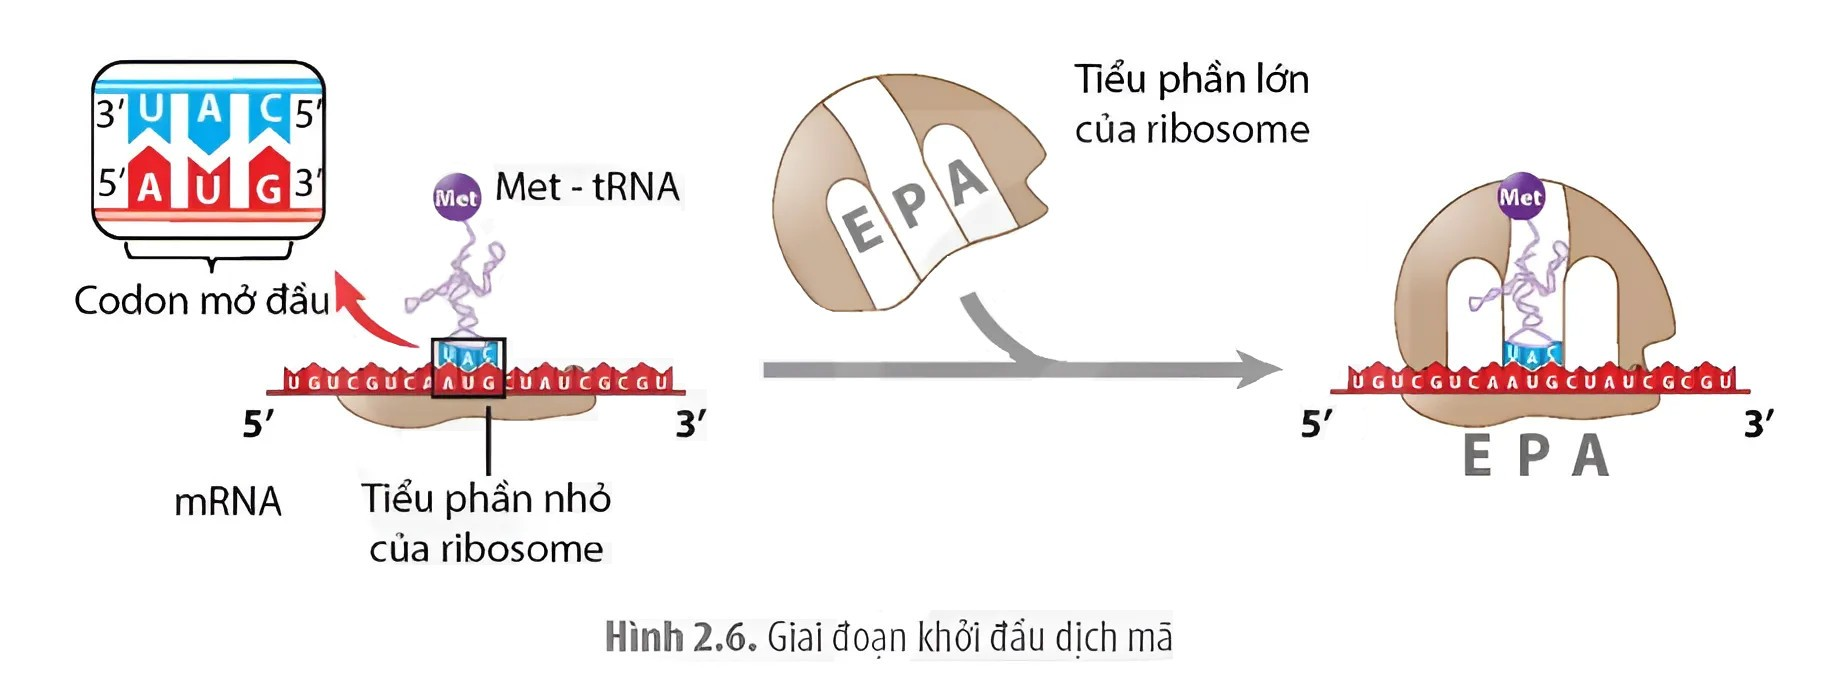 3' U A C 5'
5' A U G 3'
Codon mở đầu
Met
Met - tRNA
U A C
U G U C G U C A A U G C U A U C G C G U
5' 3'
mRNA
Tiểu phần nhỏ
của ribosome
E P A
Tiểu phần lớn
của ribosome
Met
U A C
U G U C G U C A A U G C U A U C G C G U
5' 3'
E P A
Hình 2.6. Giai đoạn khởi đầu dịch mã